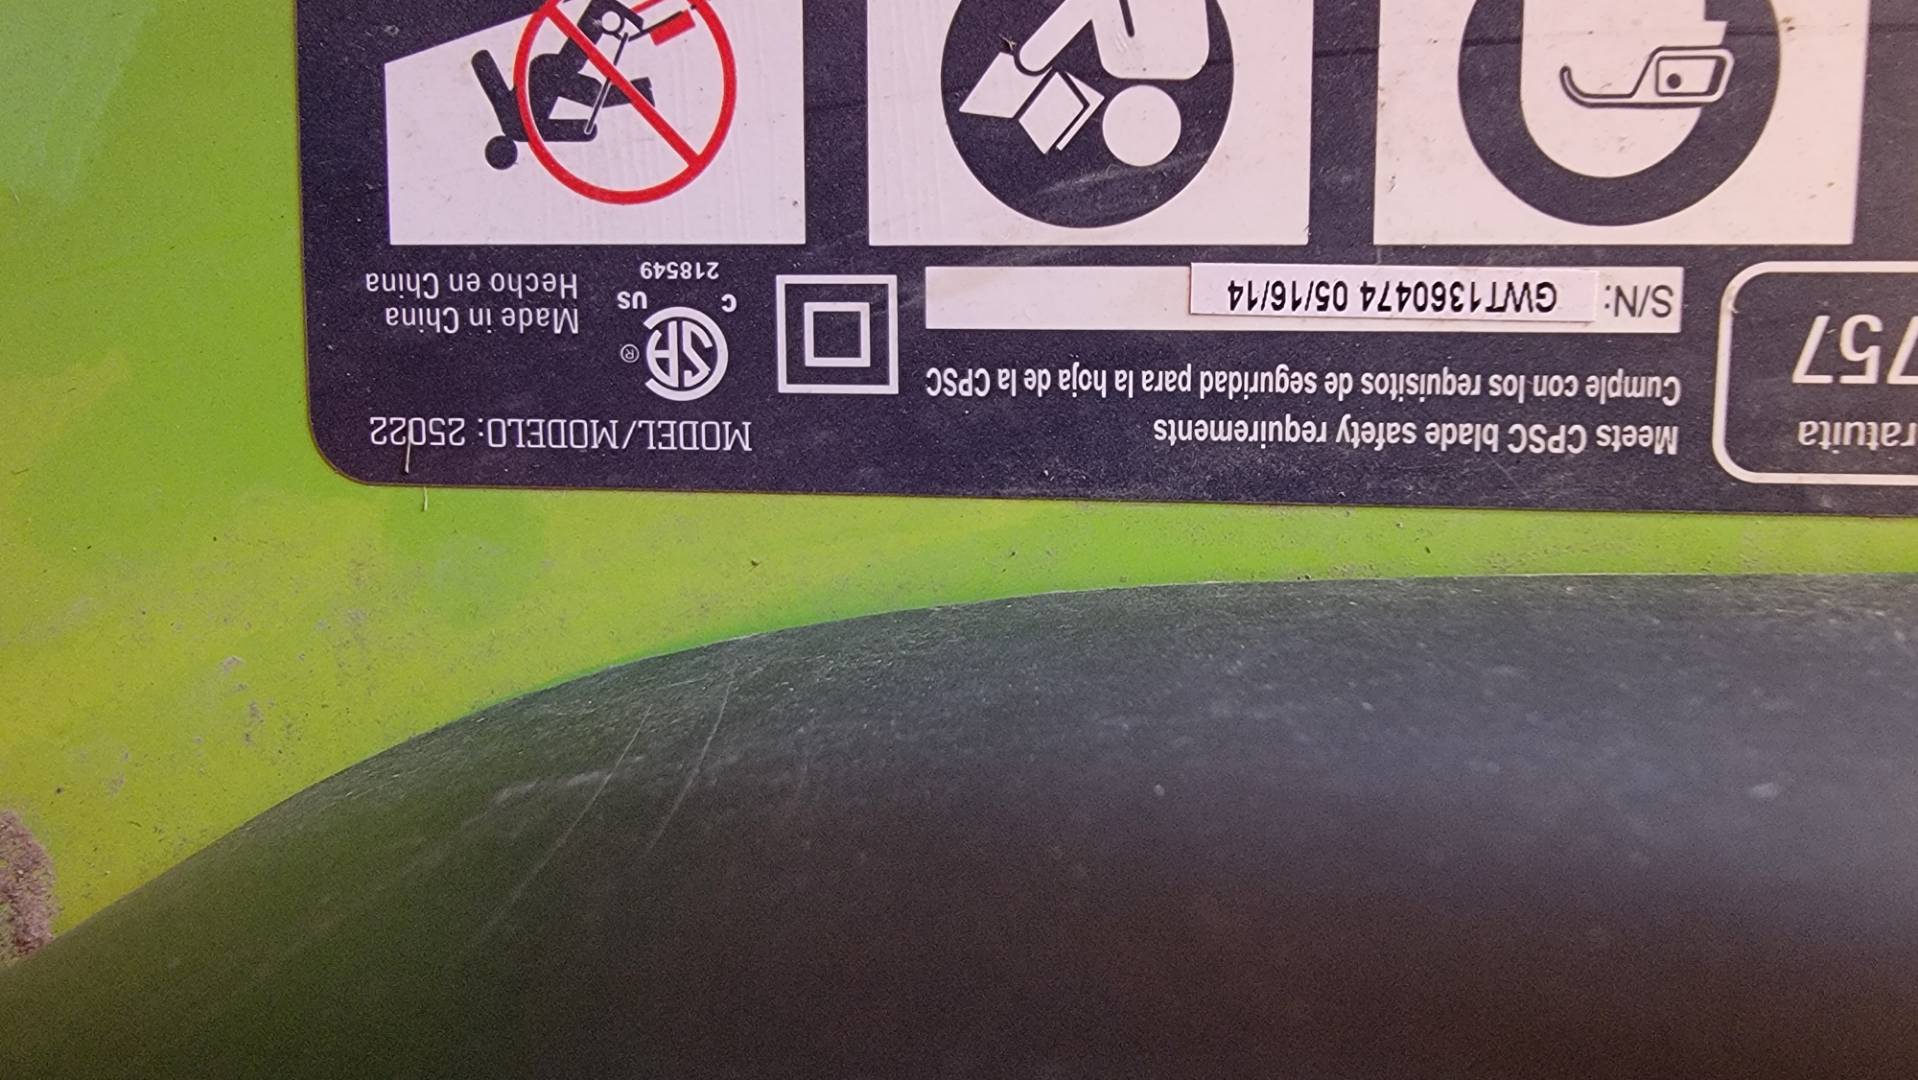 ratuita
757
Meets CPSC blade safety requirements
Cumple con los requisitos de seguridad para la hoja de la CPSC
S/N: GWT1360474 05/16/14
MODEL/MODELO: 25022
SA ®
C US
218549
Made in China
Hecho en China